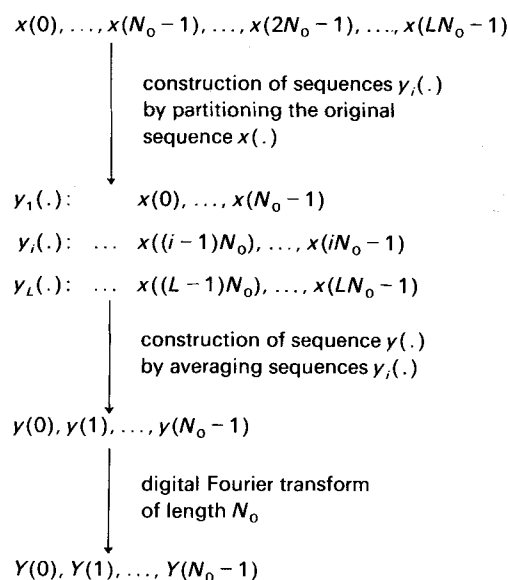 x(0), ..., x(N₀−1), ..., x(2N₀−1), ..., x(LN₀−1)
construction of sequences yᵢ(.)
by partitioning the original
sequence x(.)
y₁(.): x(0), ..., x(N₀−1)
yᵢ(.): ... x((i−1)N₀), ..., x(iN₀−1)
y_L(.): ... x((L−1)N₀), ..., x(LN₀−1)
construction of sequence y(.)
by averaging sequences yᵢ(.)
y(0), y(1), ..., y(N₀−1)
digital Fourier transform
of length N₀
Y(0), Y(1), ..., Y(N₀−1)